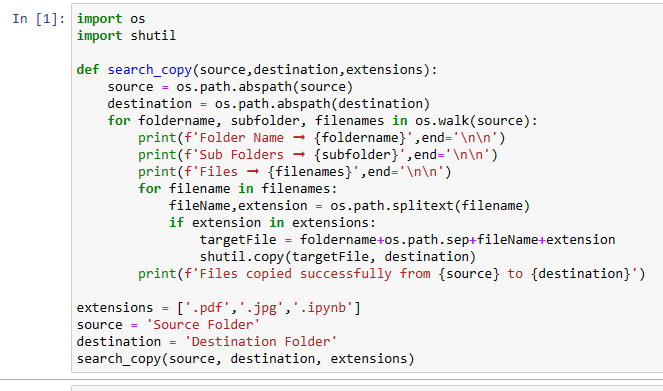 In [1]: import os
import shutil

def search_copy(source,destination,extensions):
    source = os.path.abspath(source)
    destination = os.path.abspath(destination)
    for foldername, subfolder, filenames in os.walk(source):
        print(f'Folder Name → {foldername}',end='\n\n')
        print(f'Sub Folders → {subfolder}',end='\n\n')
        print(f'Files → {filenames}',end='\n\n')
        for filename in filenames:
            fileName,extension = os.path.splitext(filename)
            if extension in extensions:
                targetFile = foldername+os.path.sep+fileName+extension
                shutil.copy(targetFile, destination)
        print(f'Files copied successfully from {source} to {destination}')

extensions = ['.pdf','.jpg','.ipynb']
source = 'Source Folder'
destination = 'Destination Folder'
search_copy(source, destination, extensions)